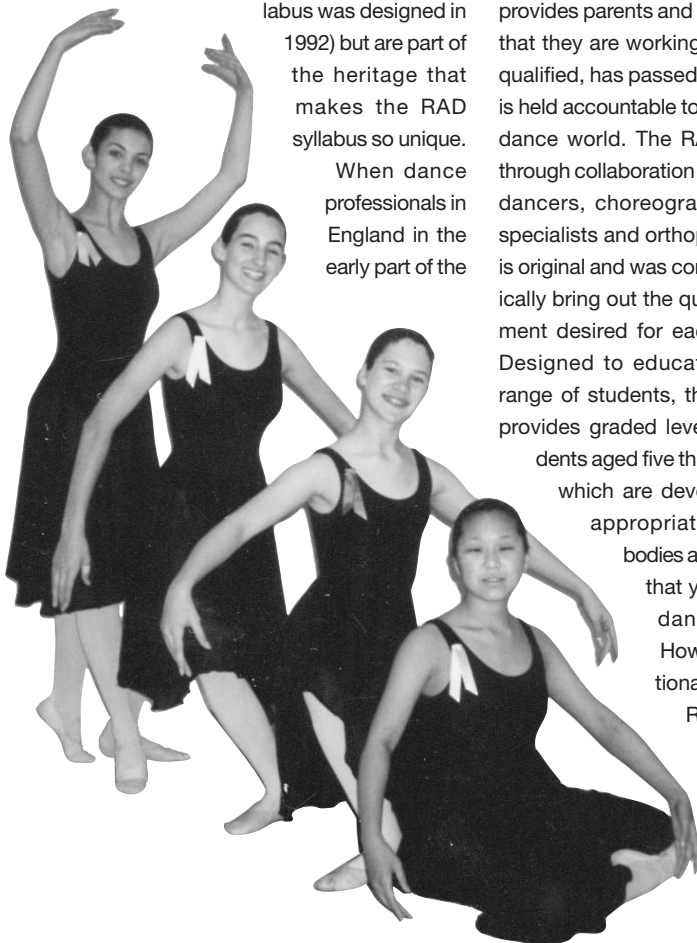 labus was designed in
1992) but are part of
the heritage that
makes the RAD
syllabus so unique.
When dance
professionals in
England in the
early part of the
provides parents and
that they are working
qualified, has passed
is held accountable to
dance world. The RA
through collaboration
dancers, choreogra
specialists and orthop
is original and was con
ically bring out the qu
ment desired for eac
Designed to educat
range of students, th
provides graded leve
dents aged five th
which are deve
appropriat
bodies a
that y
dan
How
tiona
R